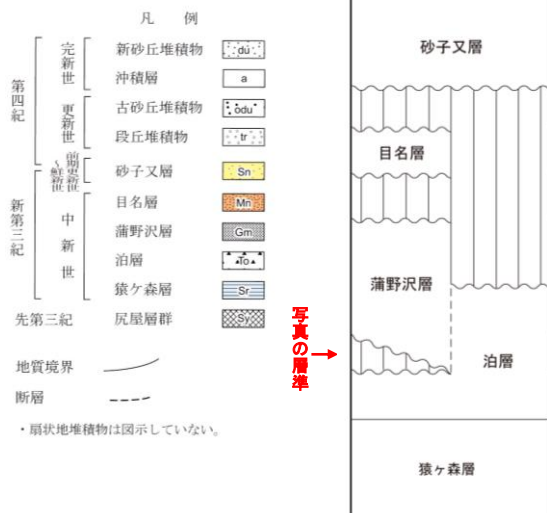 凡 例
第四紀
完新世
新砂丘堆積物 du
沖積層 a
更新世
古砂丘堆積物 odu
段丘堆積物 tr
前期更新世~鮮新世
砂子又層 Sn
新第三紀
中新世
目名層 Mn
蒲野沢層 Gm
泊層 To
猿ケ森層 Sr
先第三紀 尻屋層群 Sy
地質境界
断層
・扇状地堆積物は図示していない。
写真の層準
砂子又層
目名層
蒲野沢層
泊層
猿ヶ森層